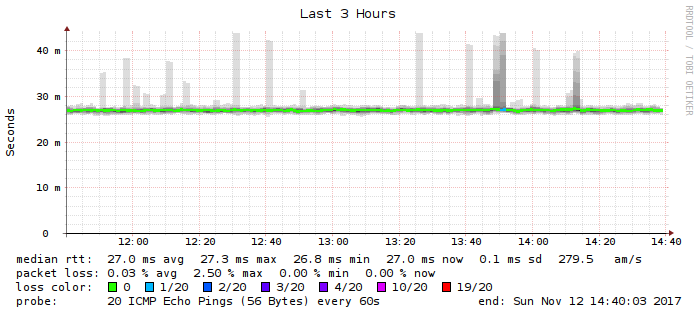 Last 3 Hours
RRDTOOL / TOBI OETIKER
Seconds
40 m
30 m
20 m
10 m
0
12:00 12:20 12:40 13:00 13:20 13:40 14:00 14:20 14:40
median rtt: 27.0 ms avg 27.3 ms max 26.8 ms min 27.0 ms now 0.1 ms sd 279.5 am/s
packet loss: 0.03 % avg 2.50 % max 0.00 % min 0.00 % now
loss color: 0 1/20 2/20 3/20 4/20 10/20 19/20
probe: 20 ICMP Echo Pings (56 Bytes) every 60s end: Sun Nov 12 14:40:03 2017